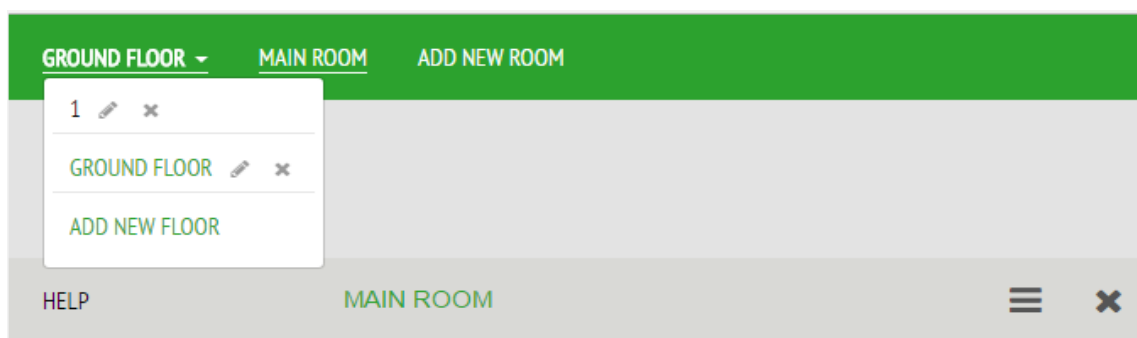 GROUND FLOOR MAIN ROOM ADD NEW ROOM
1
GROUND FLOOR
ADD NEW FLOOR
HELP MAIN ROOM